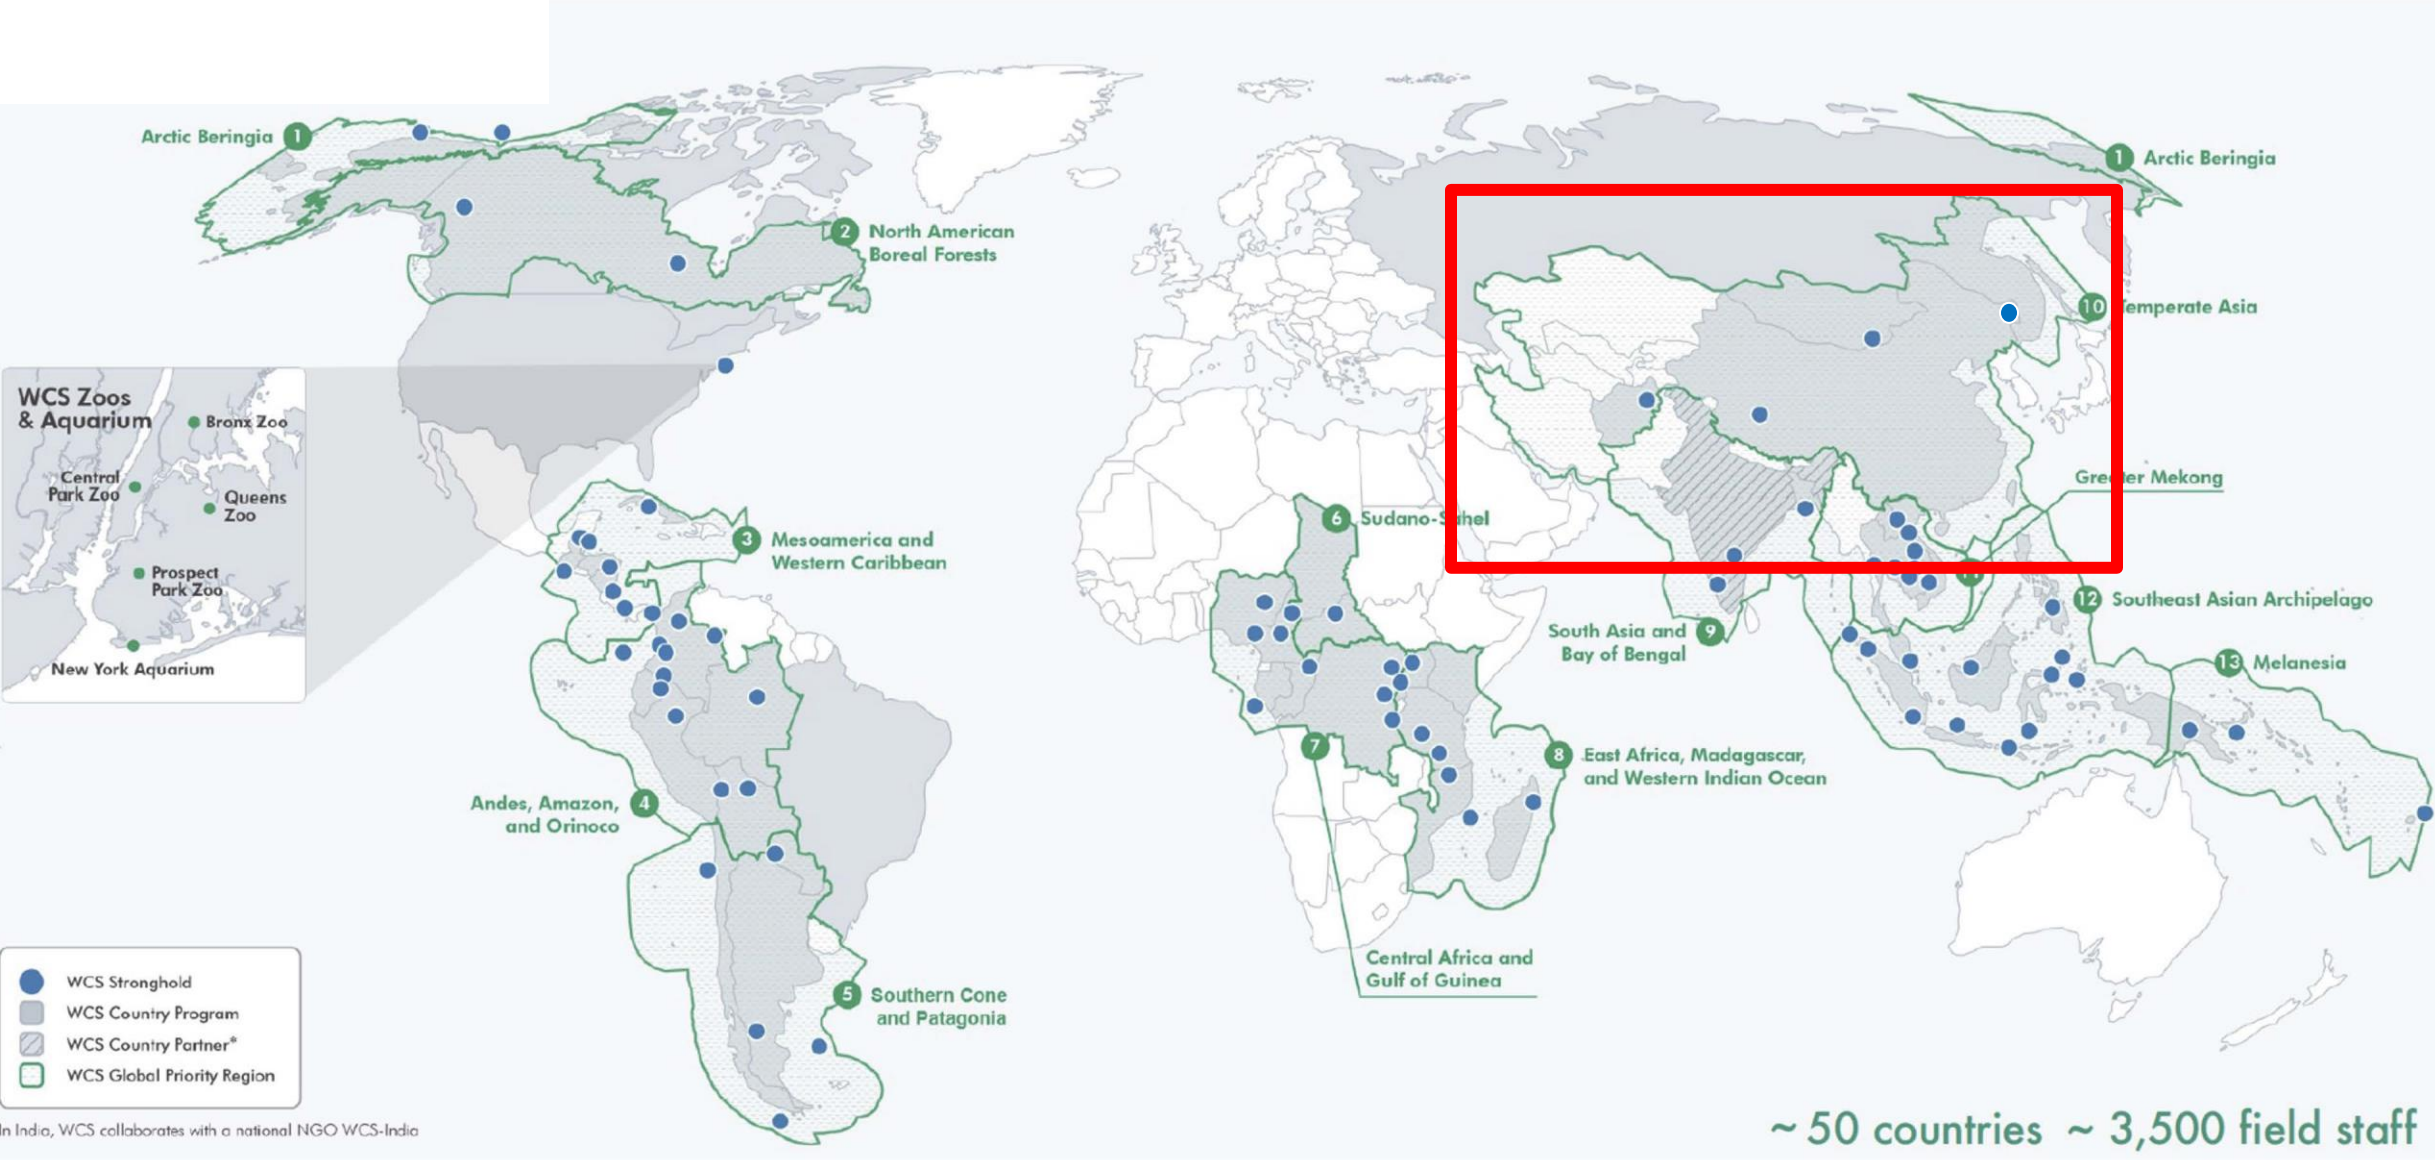 Arctic Beringia 1
1 Arctic Beringia
2 North American
Boreal Forests
10 Temperate Asia
WCS Zoos
& Aquarium
Bronx Zoo
Central
Park Zoo
Queens
Zoo
Prospect
Park Zoo
New York Aquarium
Greater Mekong
6 Sudano-Sahel
3 Mesoamerica and
Western Caribbean
11
12 Southeast Asian Archipelago
South Asia and 9
Bay of Bengal
13 Melanesia
7
8 East Africa, Madagascar,
and Western Indian Ocean
Andes, Amazon, 4
and Orinoco
Central Africa and
Gulf of Guinea
5 Southern Cone
and Patagonia
WCS Stronghold
WCS Country Program
WCS Country Partner*
WCS Global Priority Region
In India, WCS collaborates with a national NGO WCS-India
~ 50 countries ~ 3,500 field staff